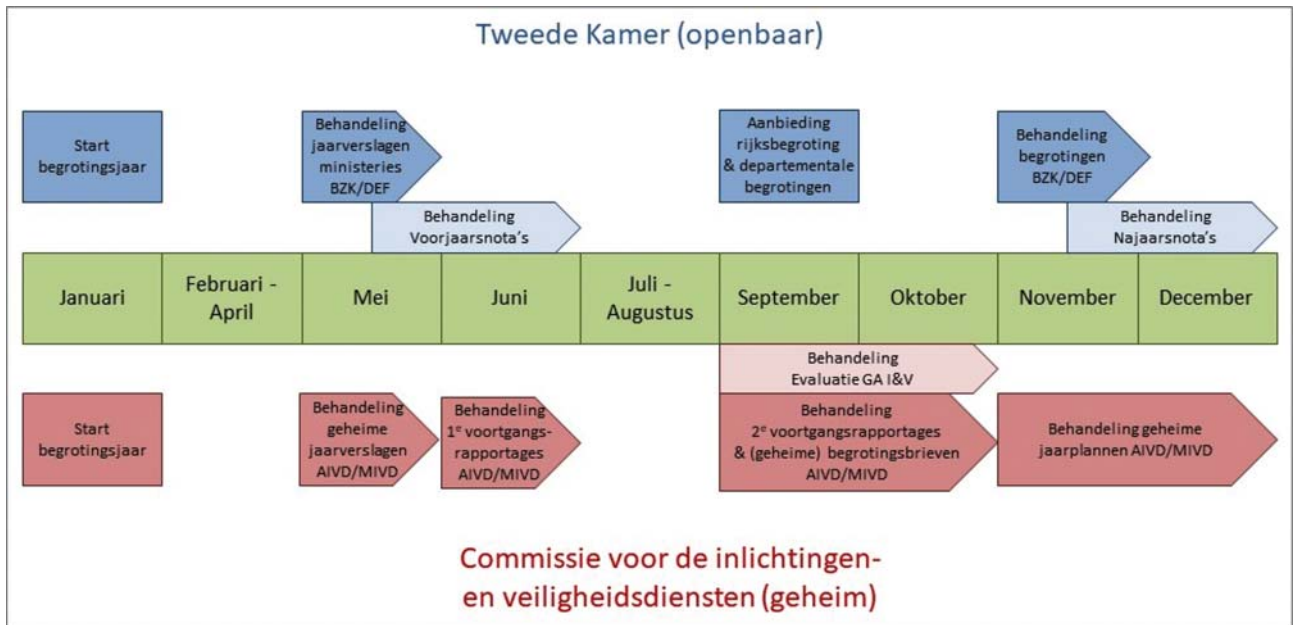 Tweede Kamer (openbaar)
Start
begrotingsjaar
Behandeling
jaarverslagen
ministeries
BZK/DEF
Aanbieding
rijksbegroting
& departementale
begrotingen
Behandeling
begrotingen
BZK/DEF
Behandeling
Voorjaarsnota's
Behandeling
Najaarsnota's
Januari
Februari -
April
Mei
Juni
Juli -
Augustus
September
Oktober
November
December
Behandeling
Evaluatie GA I&V
Start
begrotingsjaar
Behandeling
geheime
jaarverslagen
AIVD/MIVD
Behandeling
1e voortgangs-
rapportages
AIVD/MIVD
Behandeling
2e voortgangsrapportages
& (geheime) begrotingsbrieven
AIVD/MIVD
Behandeling geheime
jaarplannen AIVD/MIVD
Commissie voor de inlichtingen-
en veiligheidsdiensten (geheim)